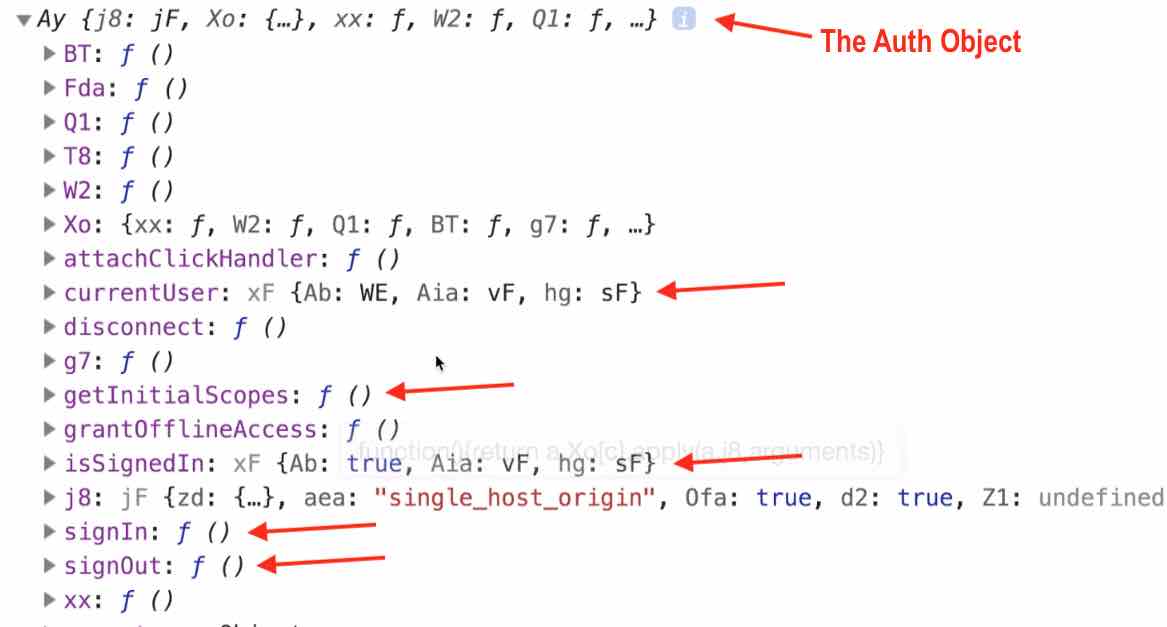 ▼Ay {j8: jF, Xo: {…}, xx: ƒ, W2: ƒ, Q1: ƒ, …} i
The Auth Object
▶BT: ƒ ()
▶Fda: ƒ ()
▶Q1: ƒ ()
▶T8: ƒ ()
▶W2: ƒ ()
▶Xo: {xx: ƒ, W2: ƒ, Q1: ƒ, BT: ƒ, g7: ƒ, …}
▶attachClickHandler: ƒ ()
▶currentUser: xF {Ab: WE, Aia: vF, hg: sF}
▶disconnect: ƒ ()
▶g7: ƒ ()
▶getInitialScopes: ƒ ()
▶grantOfflineAccess: ƒ ()
function(){return a.Xo[c].apply(a.j8,arguments)}
▶isSignedIn: xF {Ab: true, Aia: vF, hg: sF}
▶j8: jF {zd: {…}, aea: "single_host_origin", Ofa: true, d2: true, Z1: undefined
▶signIn: ƒ ()
▶signOut: ƒ ()
▶xx: ƒ ()